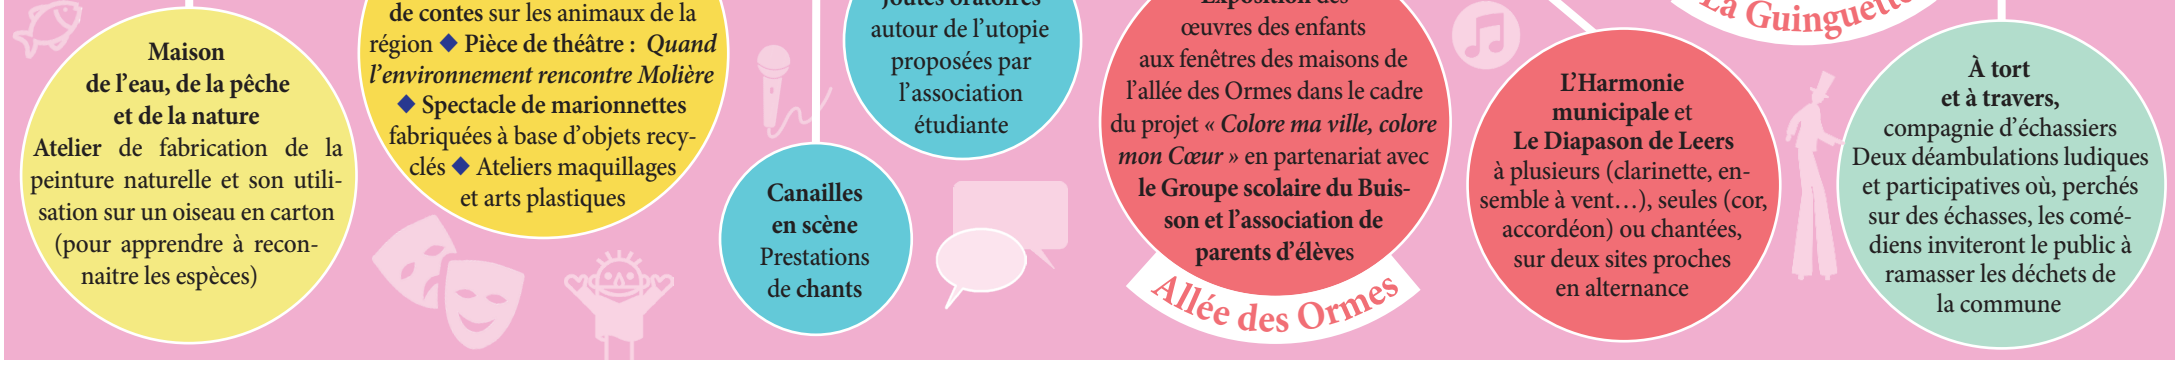 Maison
de l'eau, de la pêche
et de la nature
Atelier de fabrication de la
peinture naturelle et son utili-
sation sur un oiseau en carton
(pour apprendre à recon-
naitre les espèces)
de contes sur les animaux de la
région ◆ Pièce de théâtre : Quand
l'environnement rencontre Molière
◆ Spectacle de marionnettes
fabriquées à base d'objets recy-
clés ◆ Ateliers maquillages
et arts plastiques
Canailles
en scène
Prestations
de chants
Joutes oratoires
autour de l'utopie
proposées par
l'association
étudiante
Exposition des
œuvres des enfants
aux fenêtres des maisons de
l'allée des Ormes dans le cadre
du projet « Colore ma ville, colore
mon Cœur » en partenariat avec
le Groupe scolaire du Buis-
son et l'association de
parents d'élèves
Allée des Ormes
L'Harmonie
municipale et
Le Diapason de Leers
à plusieurs (clarinette, en-
semble à vent…), seules (cor,
accordéon) ou chantées,
sur deux sites proches
en alternance
La Guinguette
À tort
et à travers,
compagnie d'échassiers
Deux déambulations ludiques
et participatives où, perchés
sur des échasses, les comé-
diens inviteront le public à
ramasser les déchets de
la commune